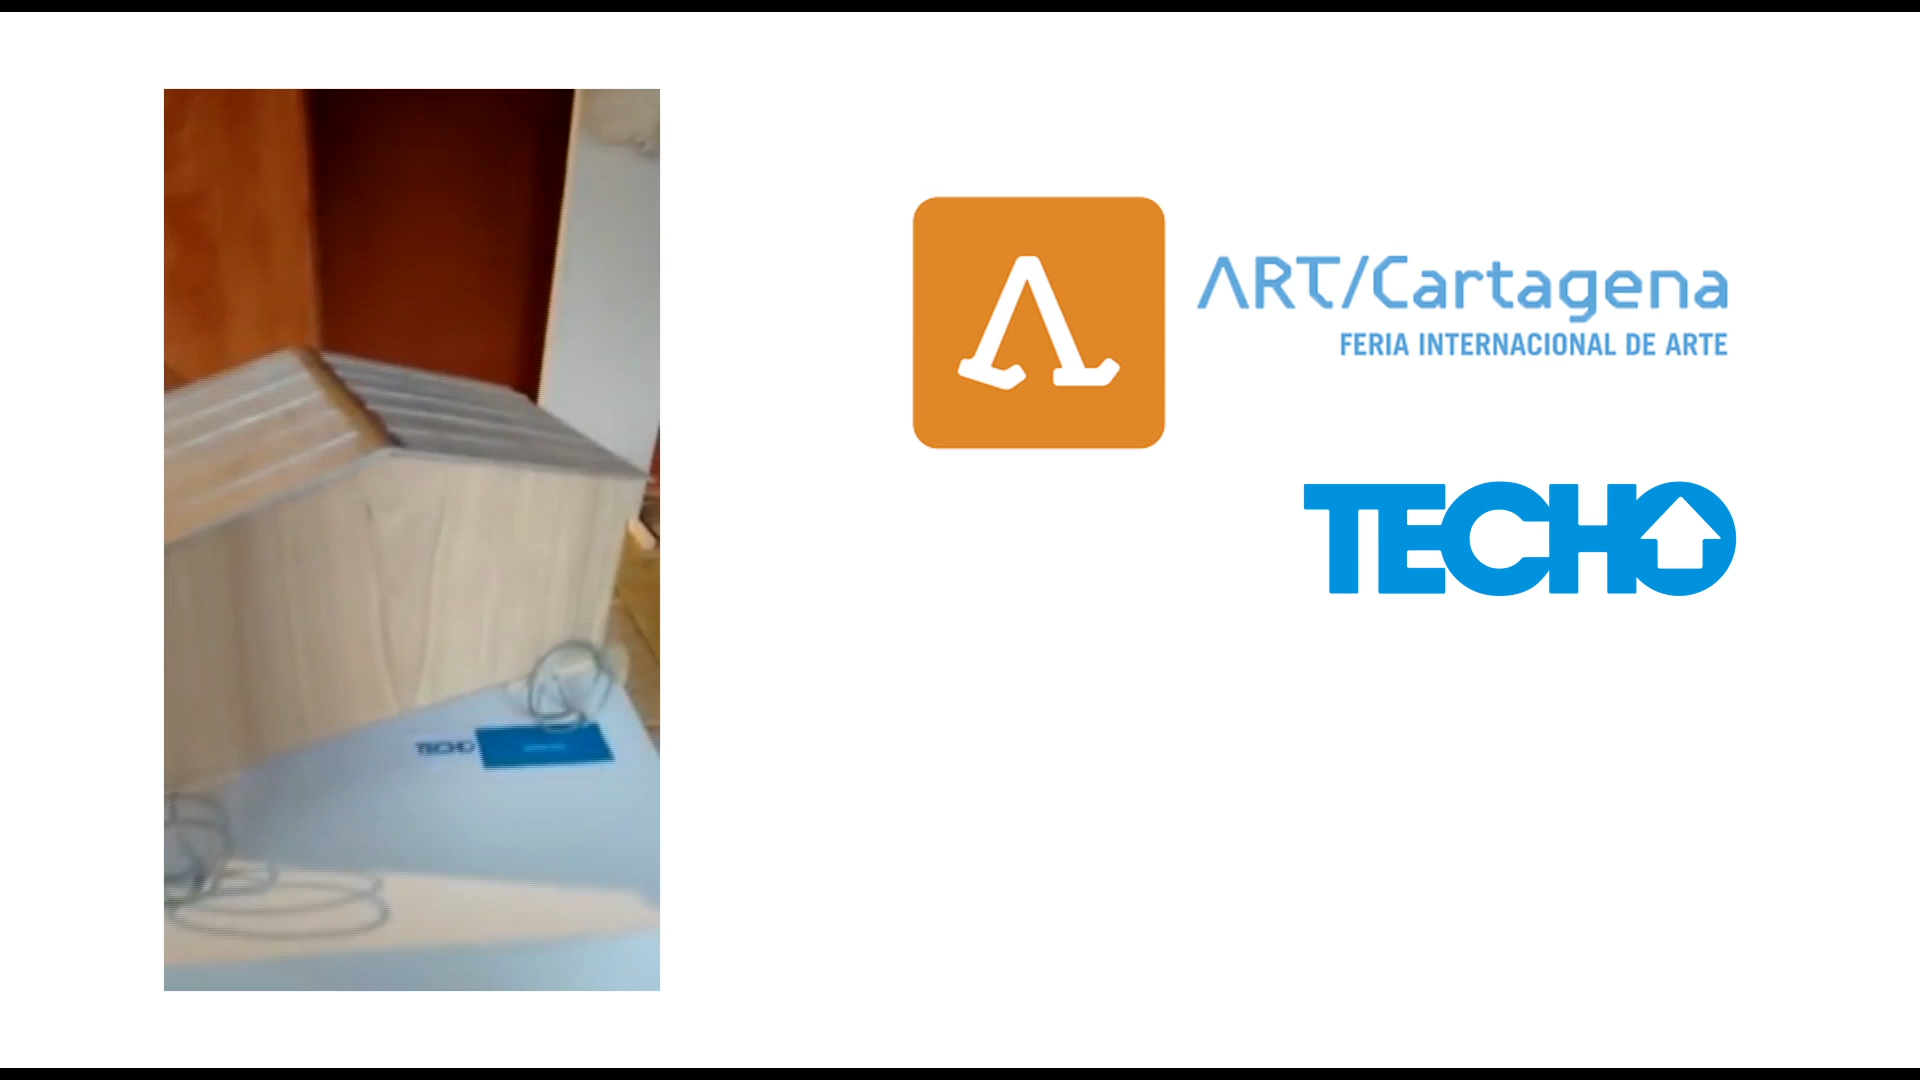 ART/Cartagena
FERIA INTERNACIONAL DE ARTE
TECHO
TECHO